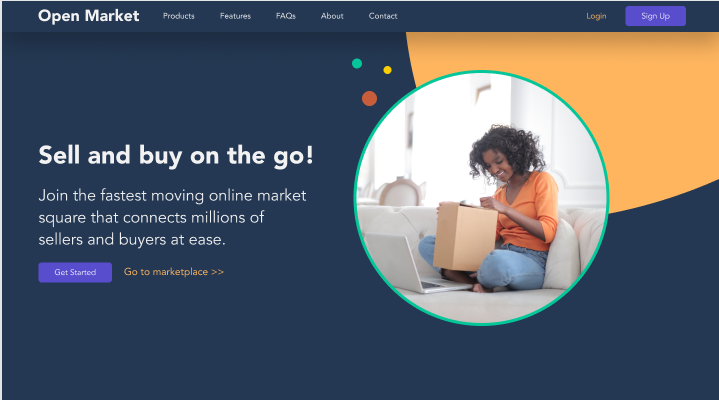 Open Market
Products
Features
FAQs
About
Contact
Login
Sign Up
Sell and buy on the go!
Join the fastest moving online market
square that connects millions of
sellers and buyers at ease.
Get Started
Go to marketplace >>